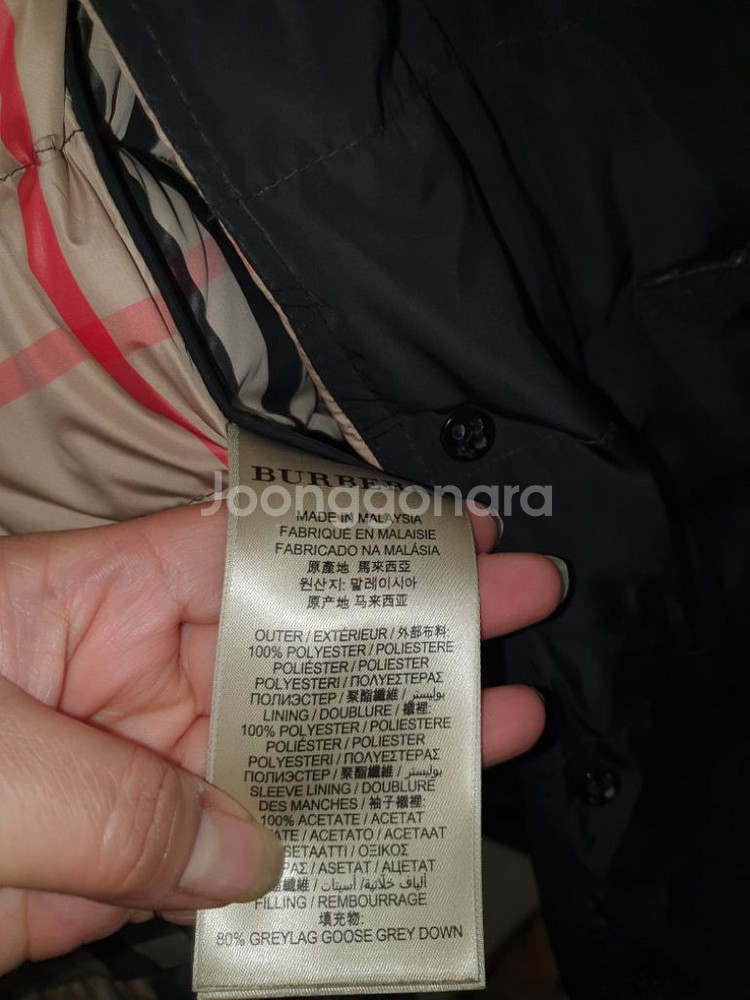 BURBE
Joonggonara
MADE IN MALAYSIA
FABRIQUÉ EN MALAISIE
FABRICADO NA MALÁSIA
原產地 馬來西亞
원산지: 말레이시아
原产地 马来西亚
OUTER / EXTÉRIEUR / 外部布料:
100% POLYESTER / POLIESTERE
POLIÉSTER / POLIESTER
POLYESTERI / ΠΟΛΥΕΣΤΕΡΑΣ
ПОЛИЭСТЕР / 聚酯纖維 / بوليستر
LINING / DOUBLURE / 襯裡:
100% POLYESTER / POLIESTERE
POLIÉSTER / POLIESTER
POLYESTERI / ΠΟΛΥΕΣΤΕΡΑΣ
ПОЛИЭСТЕР / 聚酯纖維 / بوليستر
SLEEVE LINING / DOUBLURE
DES MANCHES / 袖子襯裡:
100% ACETATE / ACETAT
TATE / ACETATO / ACETAAT
SETAATTI / ΟΞΙΚΟΣ
ΡΑΣ / ASETAT / АЦЕТАТ
纖維 / أسيتات / ألياف خلاتية
FILLING / REMBOURRAGE
填充物:
80% GREYLAG GOOSE GREY DOWN